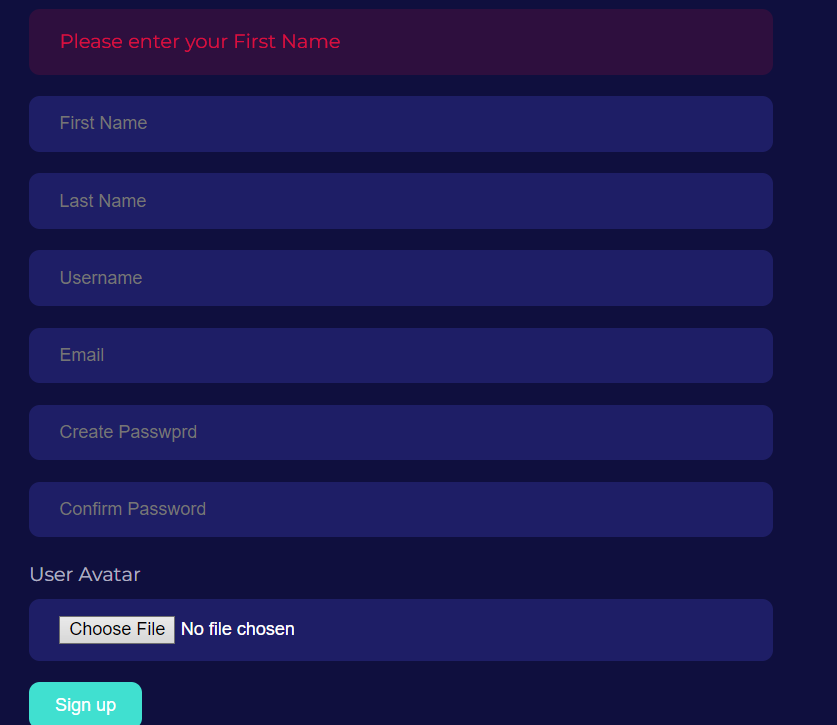 Please enter your First Name
First Name
Last Name
Username
Email
Create Passwprd
Confirm Password
User Avatar
Choose File No file chosen
Sign up